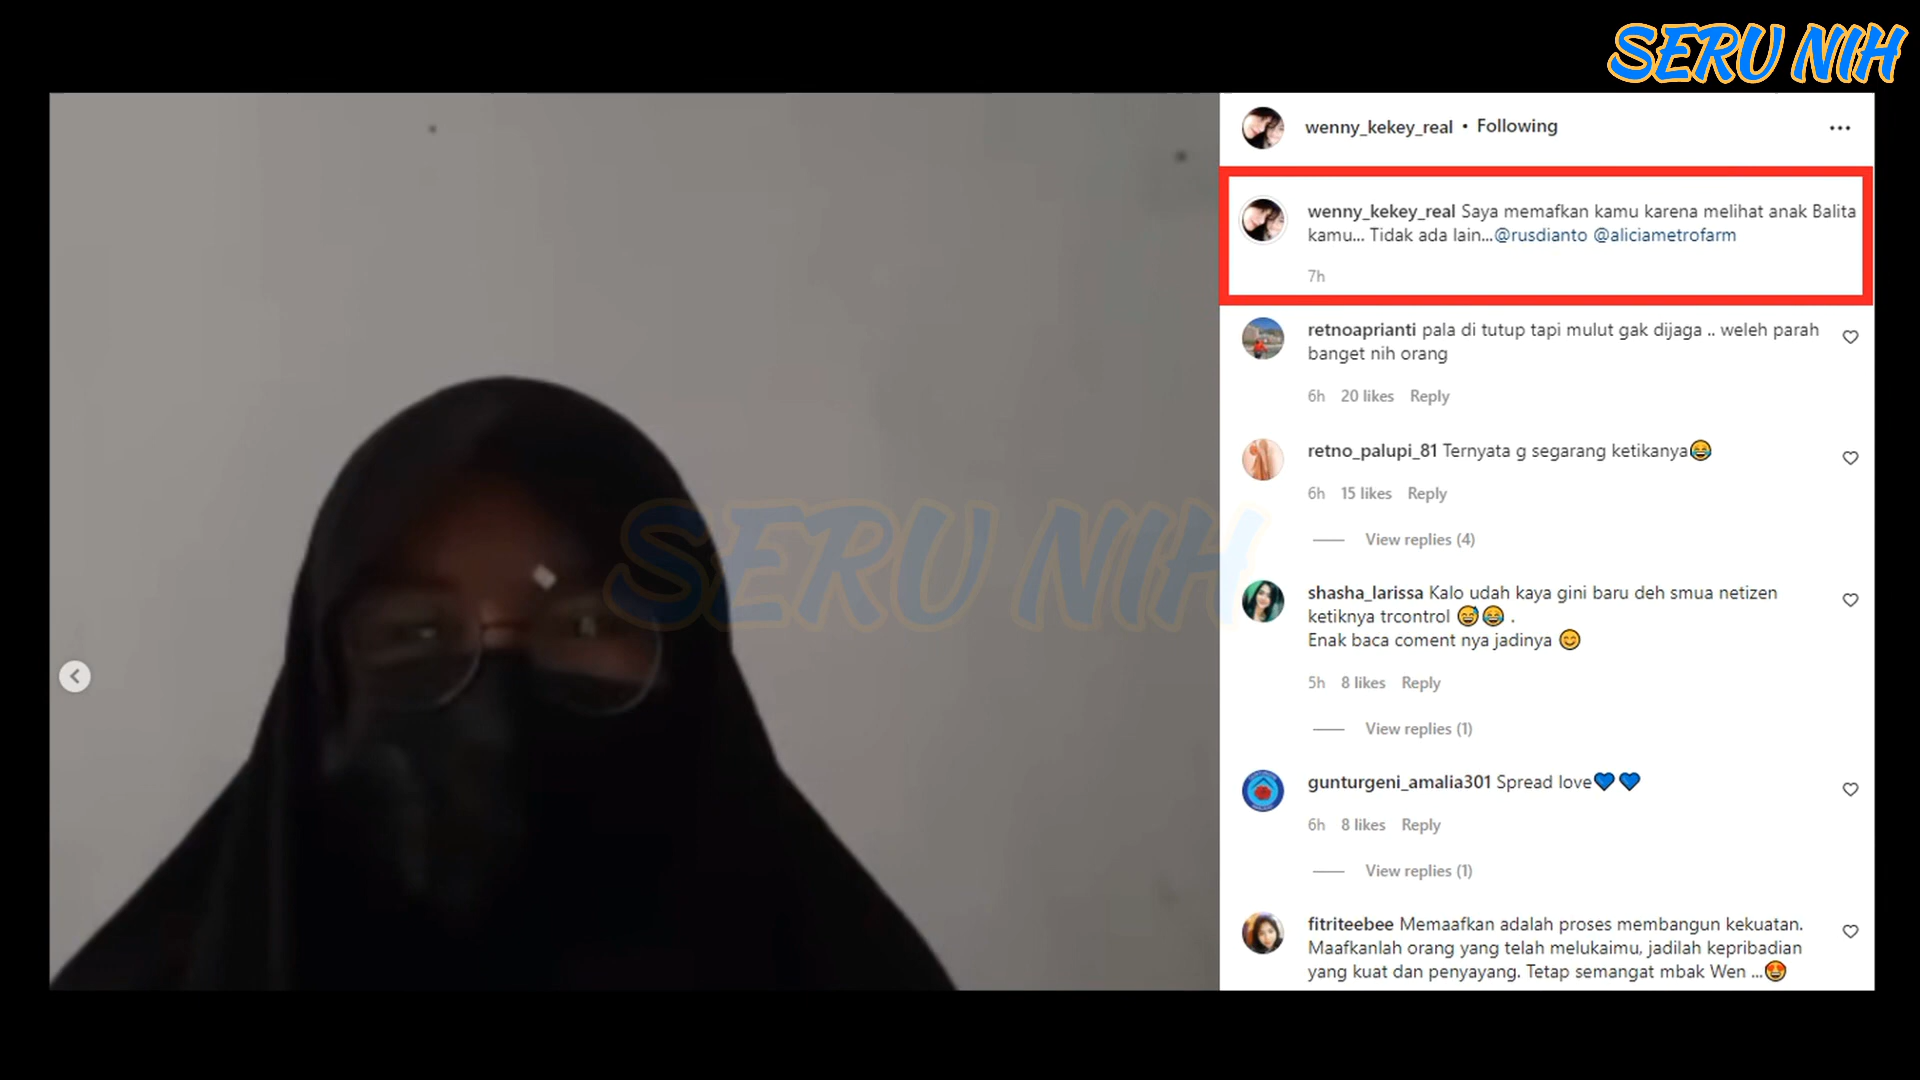 SERU NIH
wenny_kekey_real • Following
wenny_kekey_real Saya memafkan kamu karena melihat anak Balita
kamu... Tidak ada lain...@rusdianto @aliciametrofarm
7h
retnoaprianti pala di tutup tapi mulut gak dijaga .. weleh parah
banget nih orang
6h 20 likes Reply
retno_palupi_81 Ternyata g segarang ketikanya😂
6h 15 likes Reply
View replies (4)
shasha_larissa Kalo udah kaya gini baru deh smua netizen
ketiknya trcontrol 😅😂 .
Enak baca coment nya jadinya 😊
5h 8 likes Reply
View replies (1)
gunturgeni_amalia301 Spread love💙💙
6h 8 likes Reply
View replies (1)
fitriteebee Memaafkan adalah proses membangun kekuatan.
Maafkanlah orang yang telah melukaimu, jadilah kepribadian
yang kuat dan penyayang. Tetap semangat mbak Wen ...😍
SERU NIH